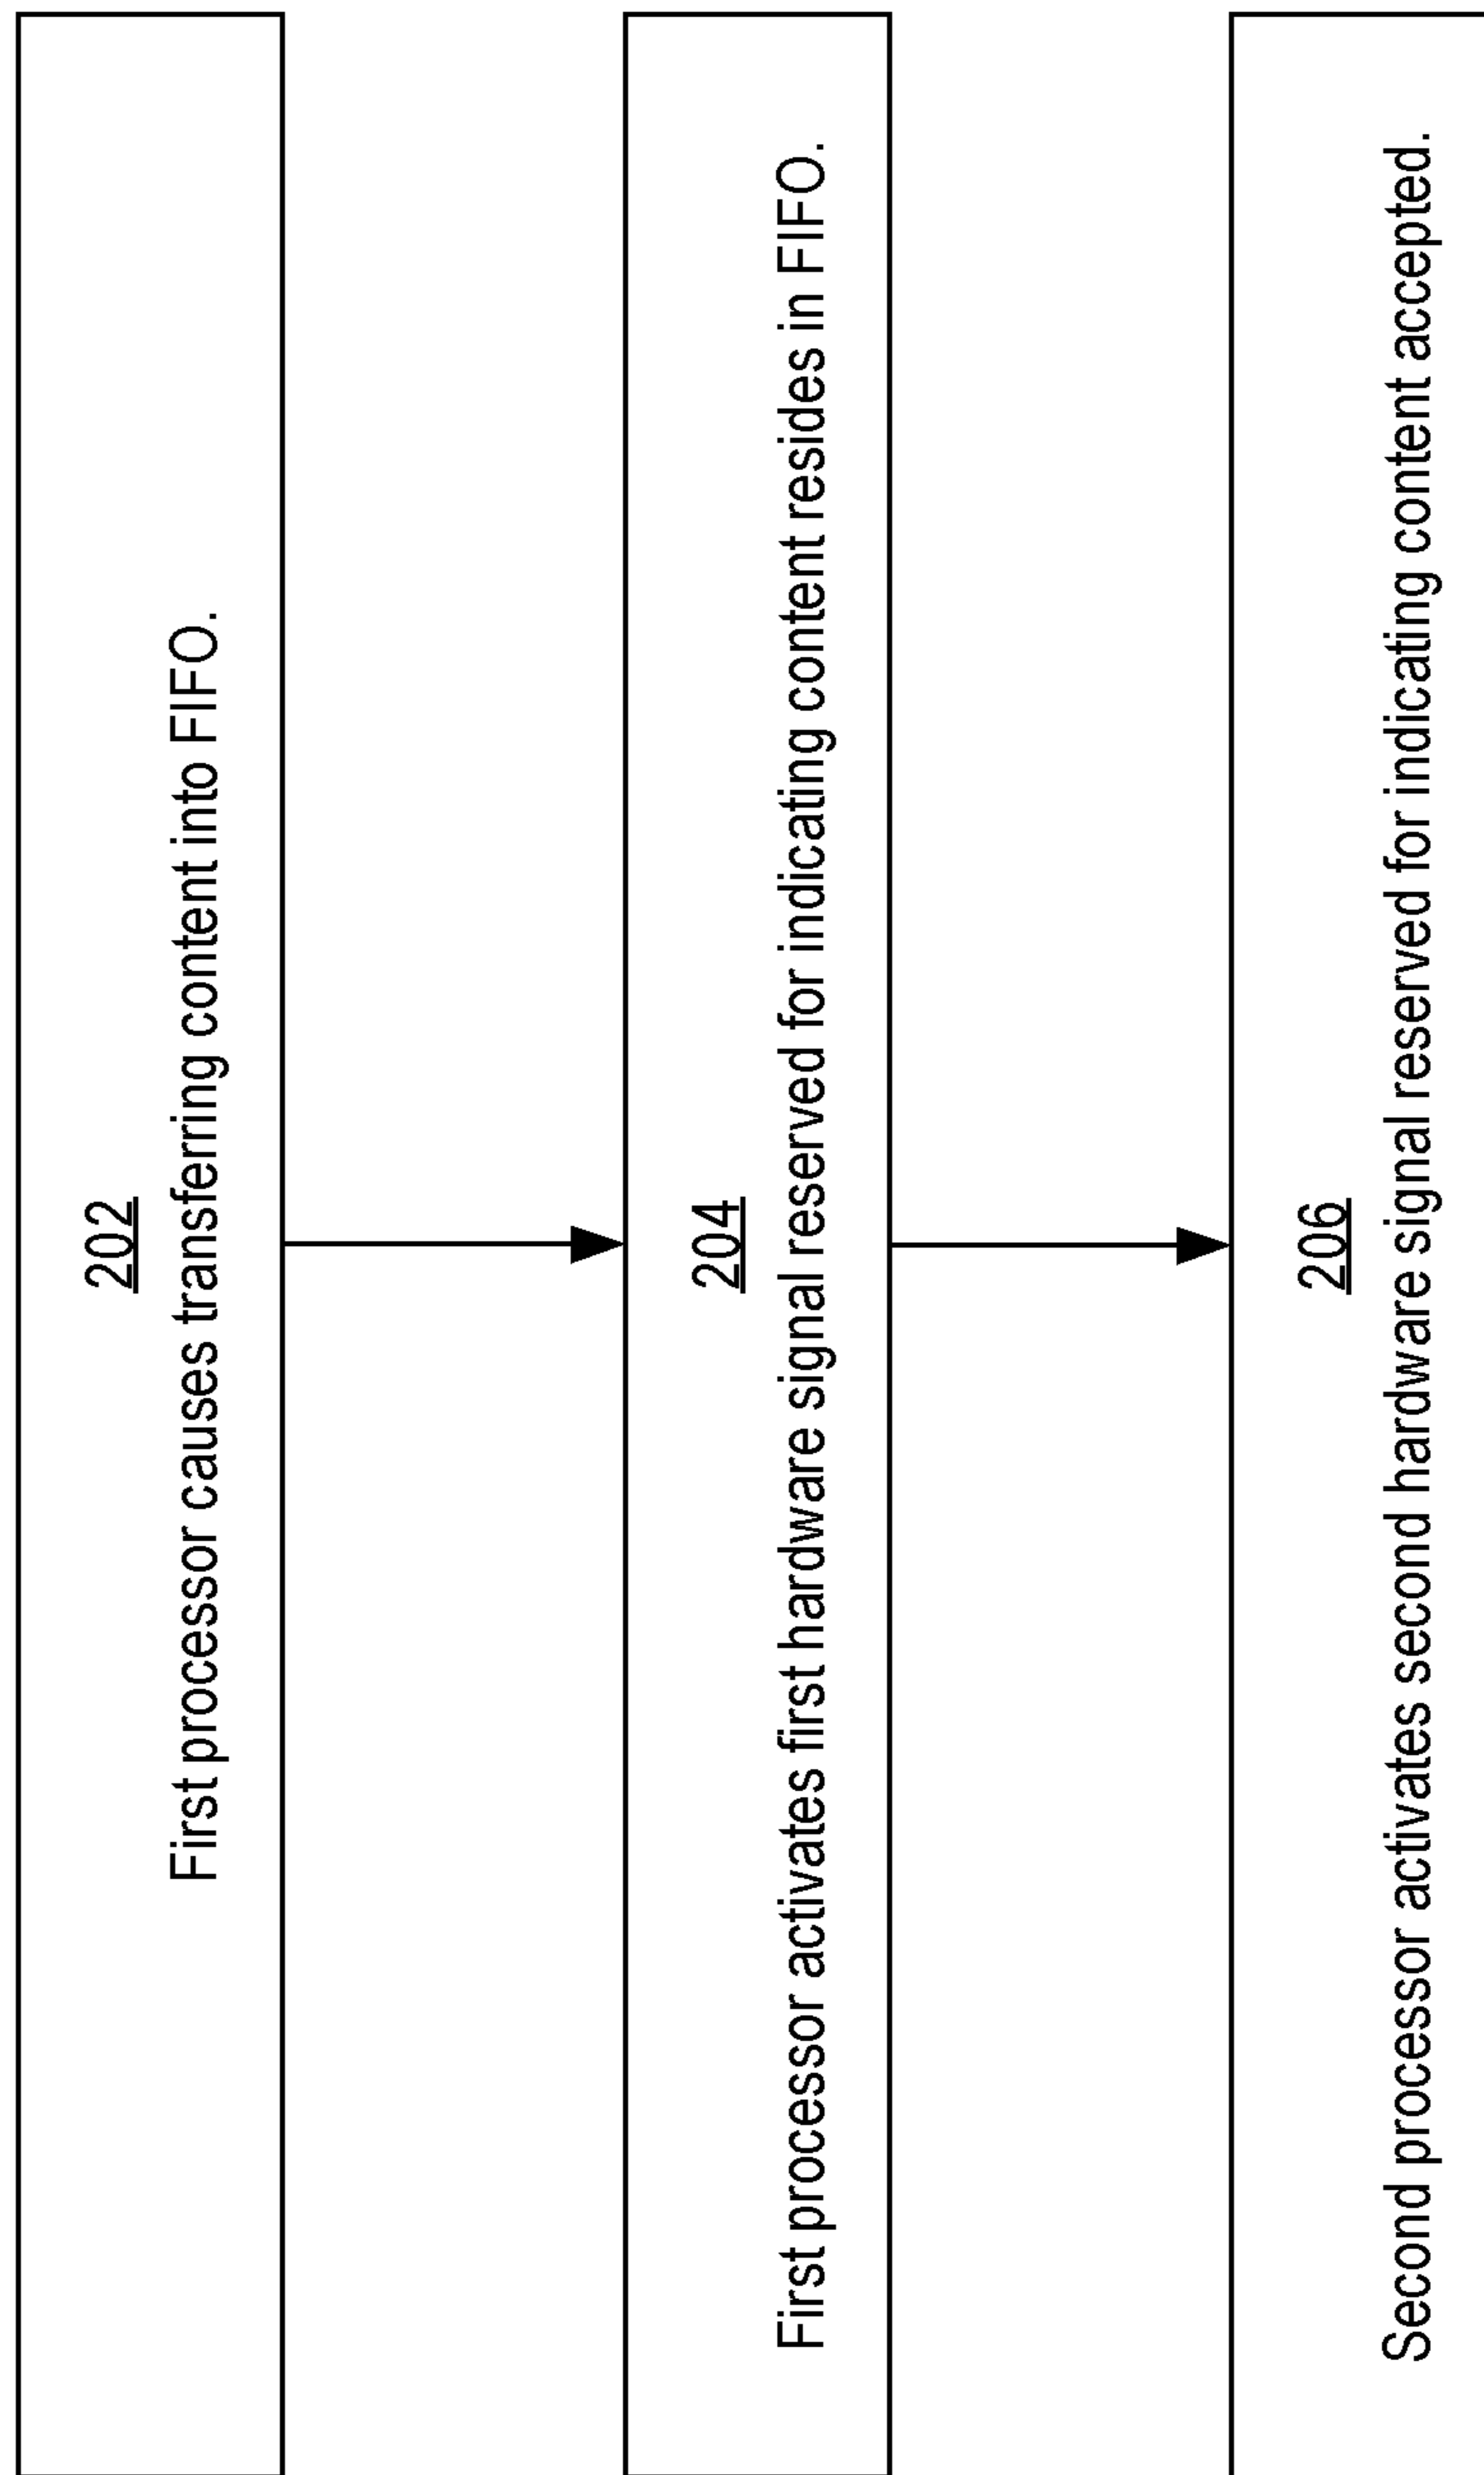 202
First processor causes transferring content into FIFO.
204
First processor activates first hardware signal reserved for indicating content resides in FIFO.
206
Second processor activates second hardware signal reserved for indicating content accepted.